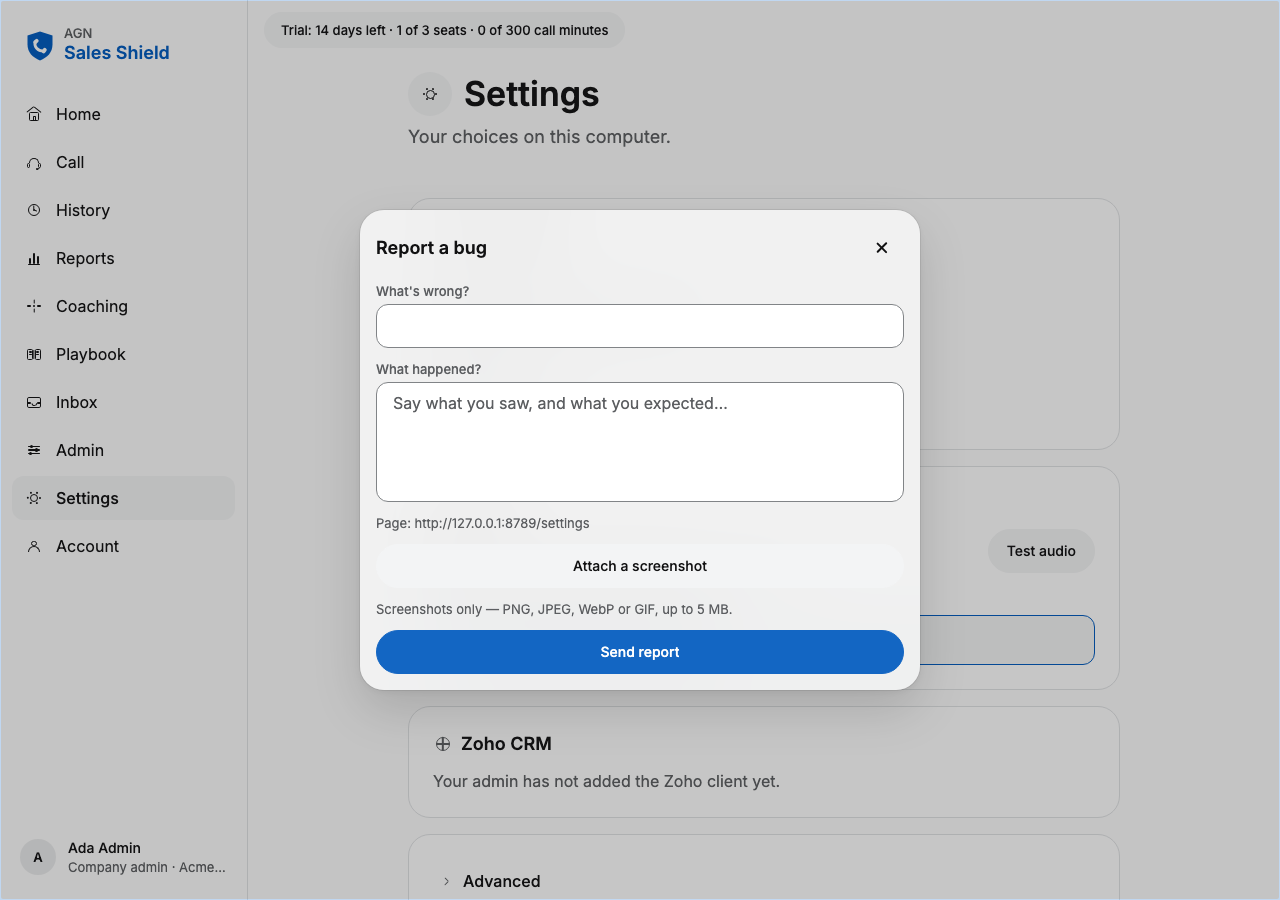 AGN
Sales Shield
Home
Call
History
Reports
Coaching
Playbook
Inbox
Admin
Settings
Account
A
Ada Admin
Company admin · Acme...
Trial: 14 days left · 1 of 3 seats · 0 of 300 call minutes
Settings
Your choices on this computer.
Report a bug
What's wrong?
What happened?
Say what you saw, and what you expected...
Page: http://127.0.0.1:8789/settings
Attach a screenshot
Screenshots only — PNG, JPEG, WebP or GIF, up to 5 MB.
Send report
Test audio
Zoho CRM
Your admin has not added the Zoho client yet.
Advanced